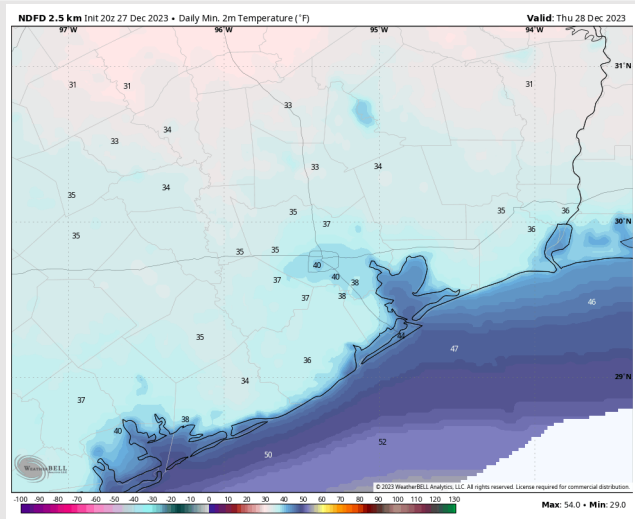 NDFD 2.5 km Init 20z 27 Dec 2023 • Daily Min. 2m Temperature (°F) Valid: Thu 28 Dec 2023
97°W 96°W 95°W 94°W
31°N
31 31 31
33
34
33
33 34
34
35
35 35 36
37 36 30°N
35
35 35
40
40
37 38
37 38
46
44
35 47
36
29°N
34
37
38
40
52
50
WeatherBELL
© 2023 WeatherBELL Analytics, LLC. All rights reserved. License required for commercial distribution.
-100 -90 -80 -70 -60 -50 -40 -30 -20 -10 0 10 20 30 40 50 60 70 80 90 100 110 120 130
Max: 54.0 • Min: 29.0